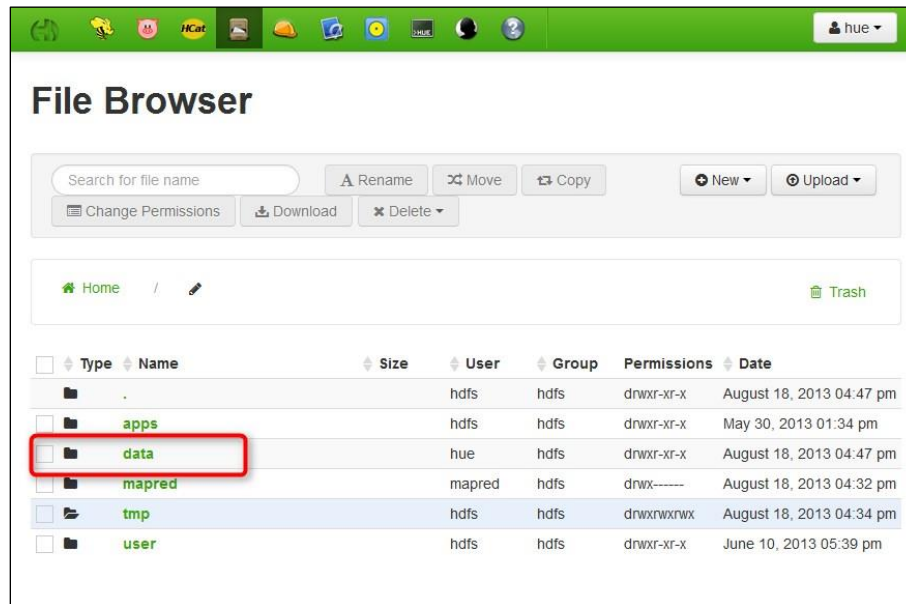 HCat
>HUE
hue
File Browser
Search for file name Rename Move Copy New Upload
Change Permissions Download Delete
Home / Trash
Type Name Size User Group Permissions Date
. hdfs hdfs drwxr-xr-x August 18, 2013 04:47 pm
apps hdfs hdfs drwxr-xr-x May 30, 2013 01:34 pm
data hue hdfs drwxr-xr-x August 18, 2013 04:47 pm
mapred mapred hdfs drwx------ August 18, 2013 04:32 pm
tmp hdfs hdfs drwxrwxrwx August 18, 2013 04:34 pm
user hdfs hdfs drwxr-xr-x June 10, 2013 05:39 pm